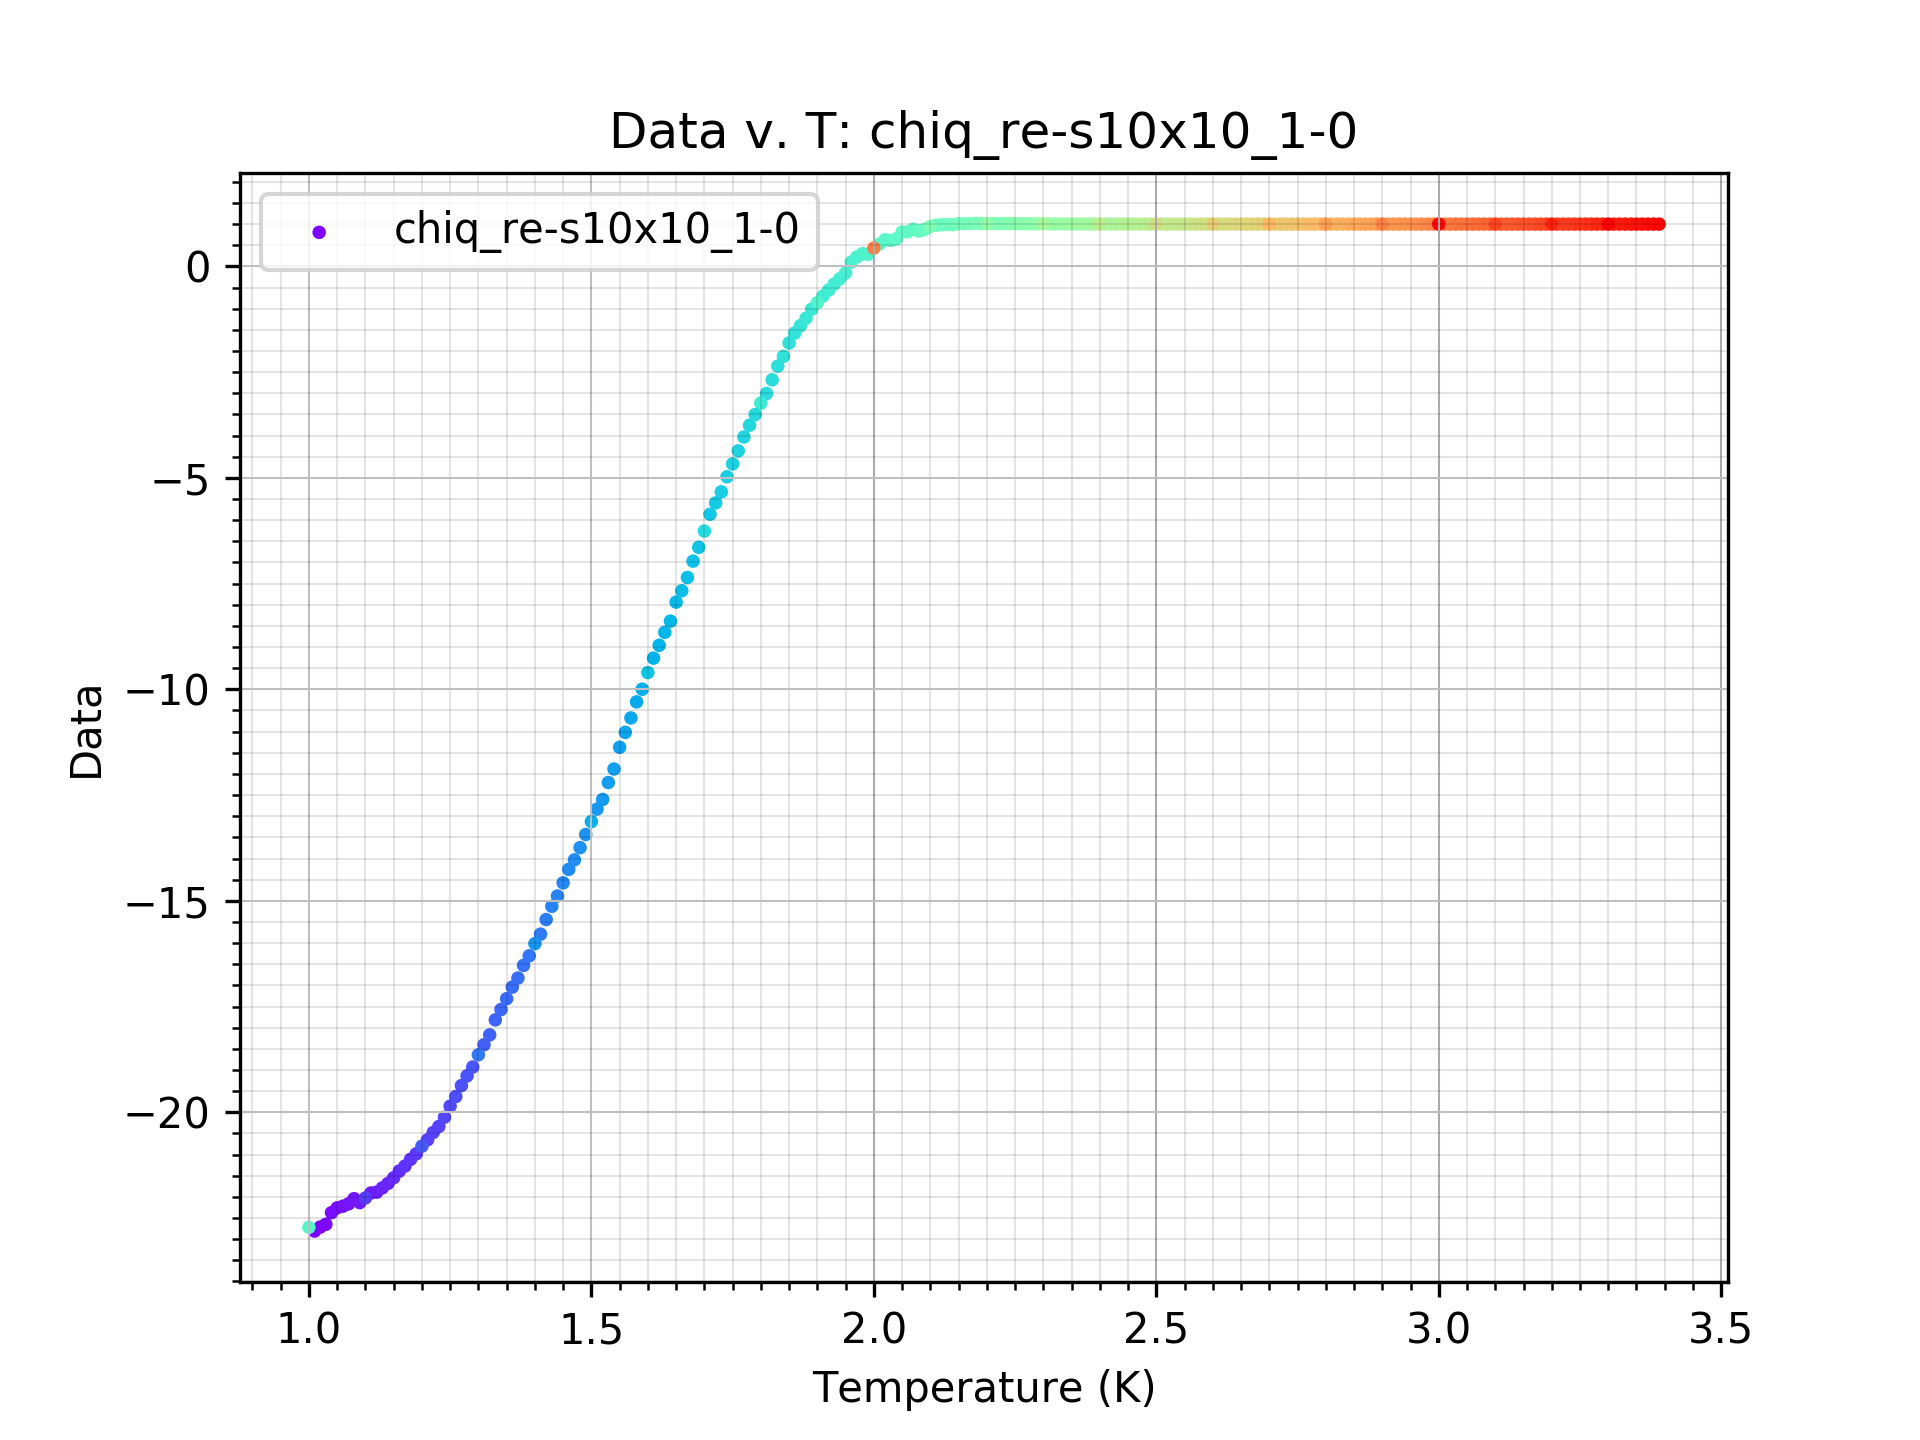 Data v. T: chiq_re-s10x10_1-0
chiq_re-s10x10_1-0
0
−5
−10
−15
−20
Data
1.0 1.5 2.0 2.5 3.0 3.5
Temperature (K)